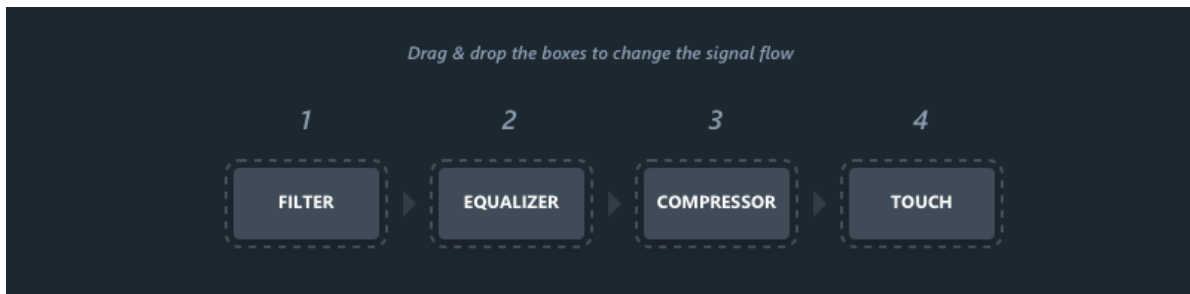 Drag & drop the boxes to change the signal flow
1 2 3 4
FILTER EQUALIZER COMPRESSOR TOUCH